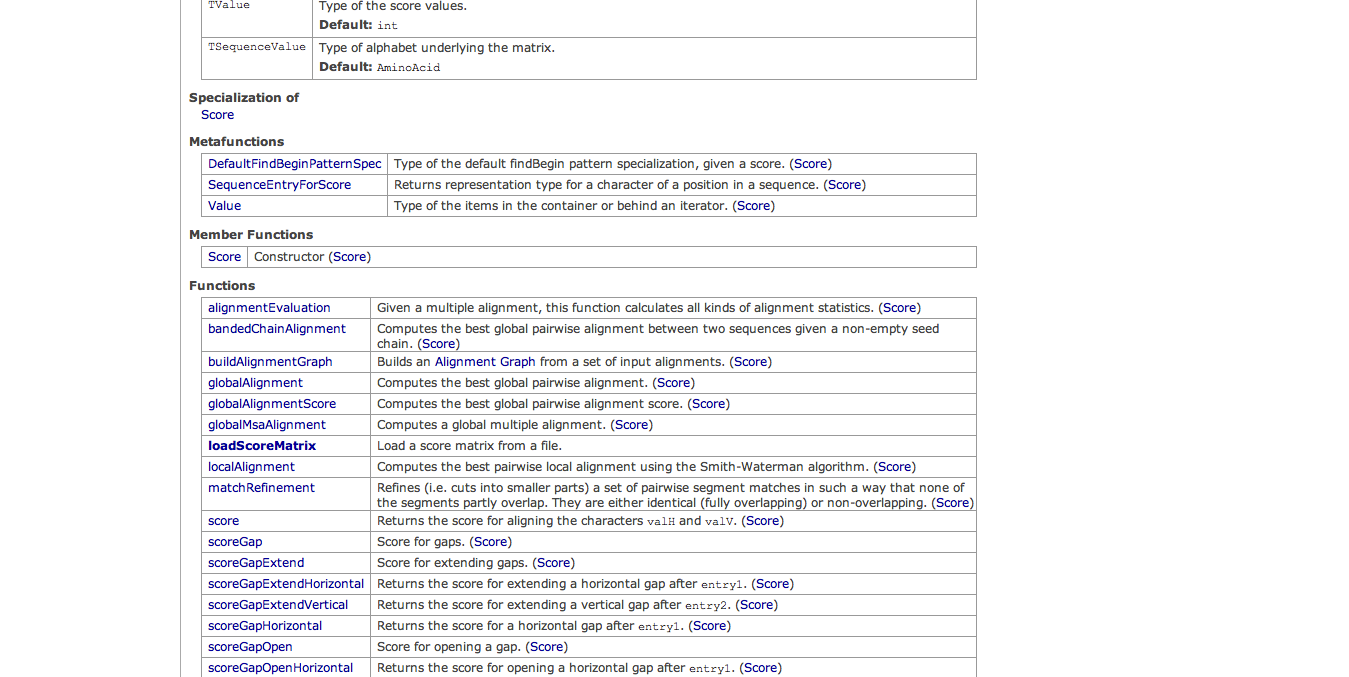 TValue Type of the score values.
Default: int
TSequenceValue Type of alphabet underlying the matrix.
Default: AminoAcid
Specialization of
Score
Metafunctions
DefaultFindBeginPatternSpec Type of the default findBegin pattern specialization, given a score. (Score)
SequenceEntryForScore Returns representation type for a character of a position in a sequence. (Score)
Value Type of the items in the container or behind an iterator. (Score)
Member Functions
Score Constructor (Score)
Functions
alignmentEvaluation Given a multiple alignment, this function calculates all kinds of alignment statistics. (Score)
bandedChainAlignment Computes the best global pairwise alignment between two sequences given a non-empty seed
chain. (Score)
buildAlignmentGraph Builds an Alignment Graph from a set of input alignments. (Score)
globalAlignment Computes the best global pairwise alignment. (Score)
globalAlignmentScore Computes the best global pairwise alignment score. (Score)
globalMsaAlignment Computes a global multiple alignment. (Score)
loadScoreMatrix Load a score matrix from a file.
localAlignment Computes the best pairwise local alignment using the Smith-Waterman algorithm. (Score)
matchRefinement Refines (i.e. cuts into smaller parts) a set of pairwise segment matches in such a way that none of
the segments partly overlap. They are either identical (fully overlapping) or non-overlapping. (Score)
score Returns the score for aligning the characters valH and valV. (Score)
scoreGap Score for gaps. (Score)
scoreGapExtend Score for extending gaps. (Score)
scoreGapExtendHorizontal Returns the score for extending a horizontal gap after entry1. (Score)
scoreGapExtendVertical Returns the score for extending a vertical gap after entry2. (Score)
scoreGapHorizontal Returns the score for a horizontal gap after entry1. (Score)
scoreGapOpen Score for opening a gap. (Score)
scoreGapOpenHorizontal Returns the score for opening a horizontal gap after entry1. (Score)